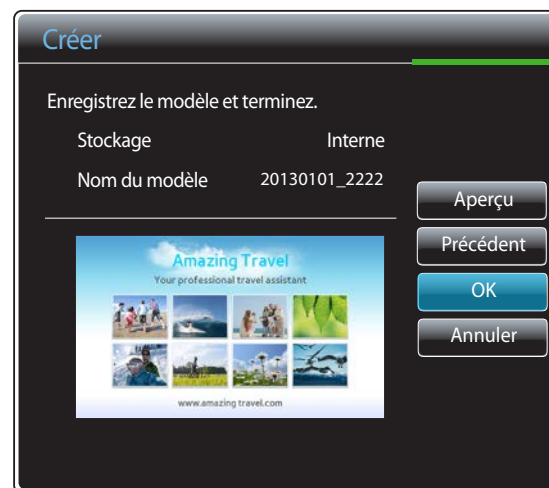 Créer
Enregistrez le modèle et terminez.
Stockage Interne
Nom du modèle 20130101_2222
Aperçu
Précédent
OK
Annuler
Amazing Travel
Your professional travel assistant
www.amazing travel.com